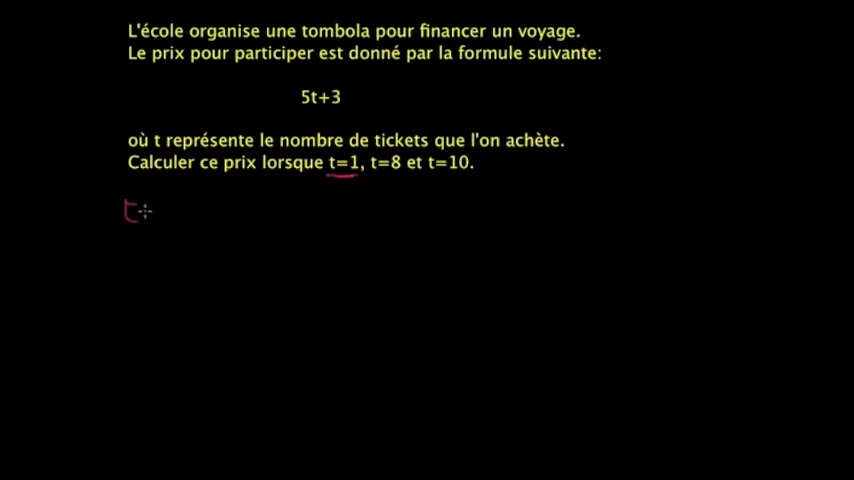 L'école organise une tombola pour financer un voyage.
Le prix pour participer est donné par la formule suivante:
5t+3
où t représente le nombre de tickets que l'on achète.
Calculer ce prix lorsque t=1, t=8 et t=10.
t